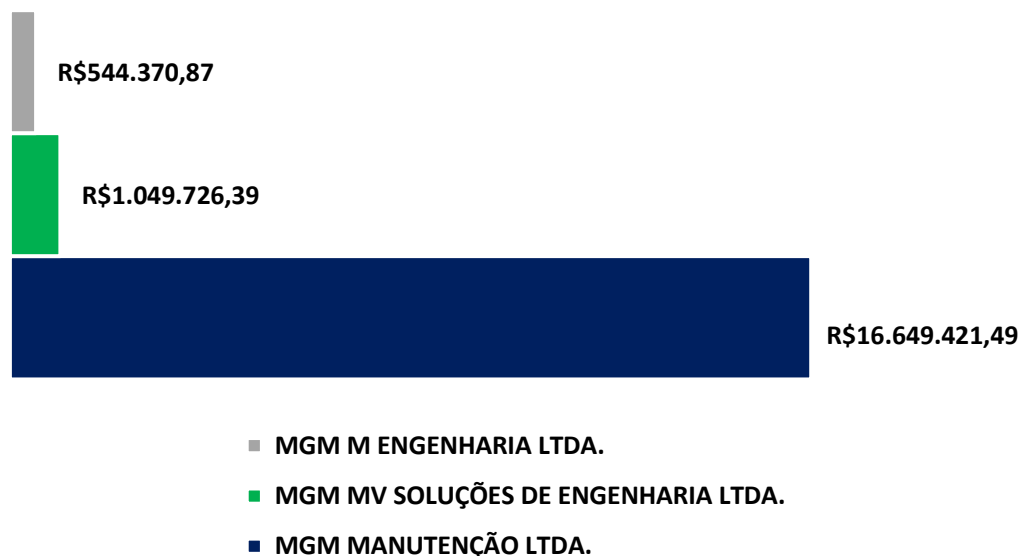 R$544.370,87
R$1.049.726,39
R$16.649.421,49
MGM M ENGENHARIA LTDA.
MGM MV SOLUÇÕES DE ENGENHARIA LTDA.
MGM MANUTENÇÃO LTDA.